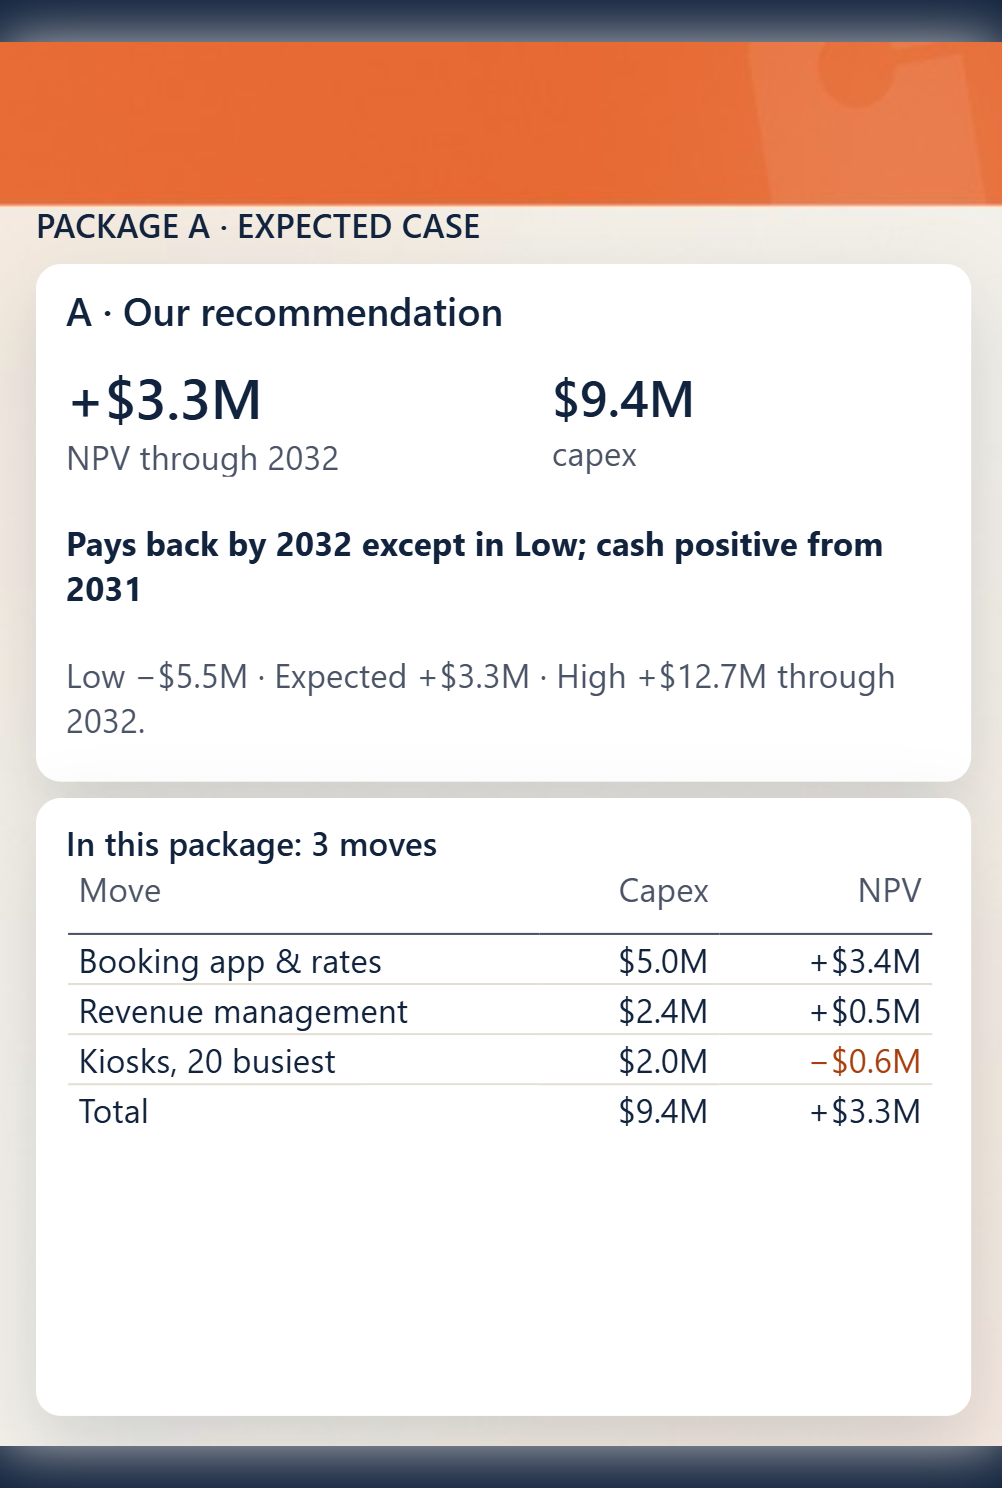 PACKAGE A · EXPECTED CASE
A · Our recommendation
+$3.3M
NPV through 2032
$9.4M
capex
Pays back by 2032 except in Low; cash positive from
2031
Low −$5.5M · Expected +$3.3M · High +$12.7M through
2032.
In this package: 3 moves
Move Capex NPV
Booking app & rates $5.0M +$3.4M
Revenue management $2.4M +$0.5M
Kiosks, 20 busiest $2.0M −$0.6M
Total $9.4M +$3.3M